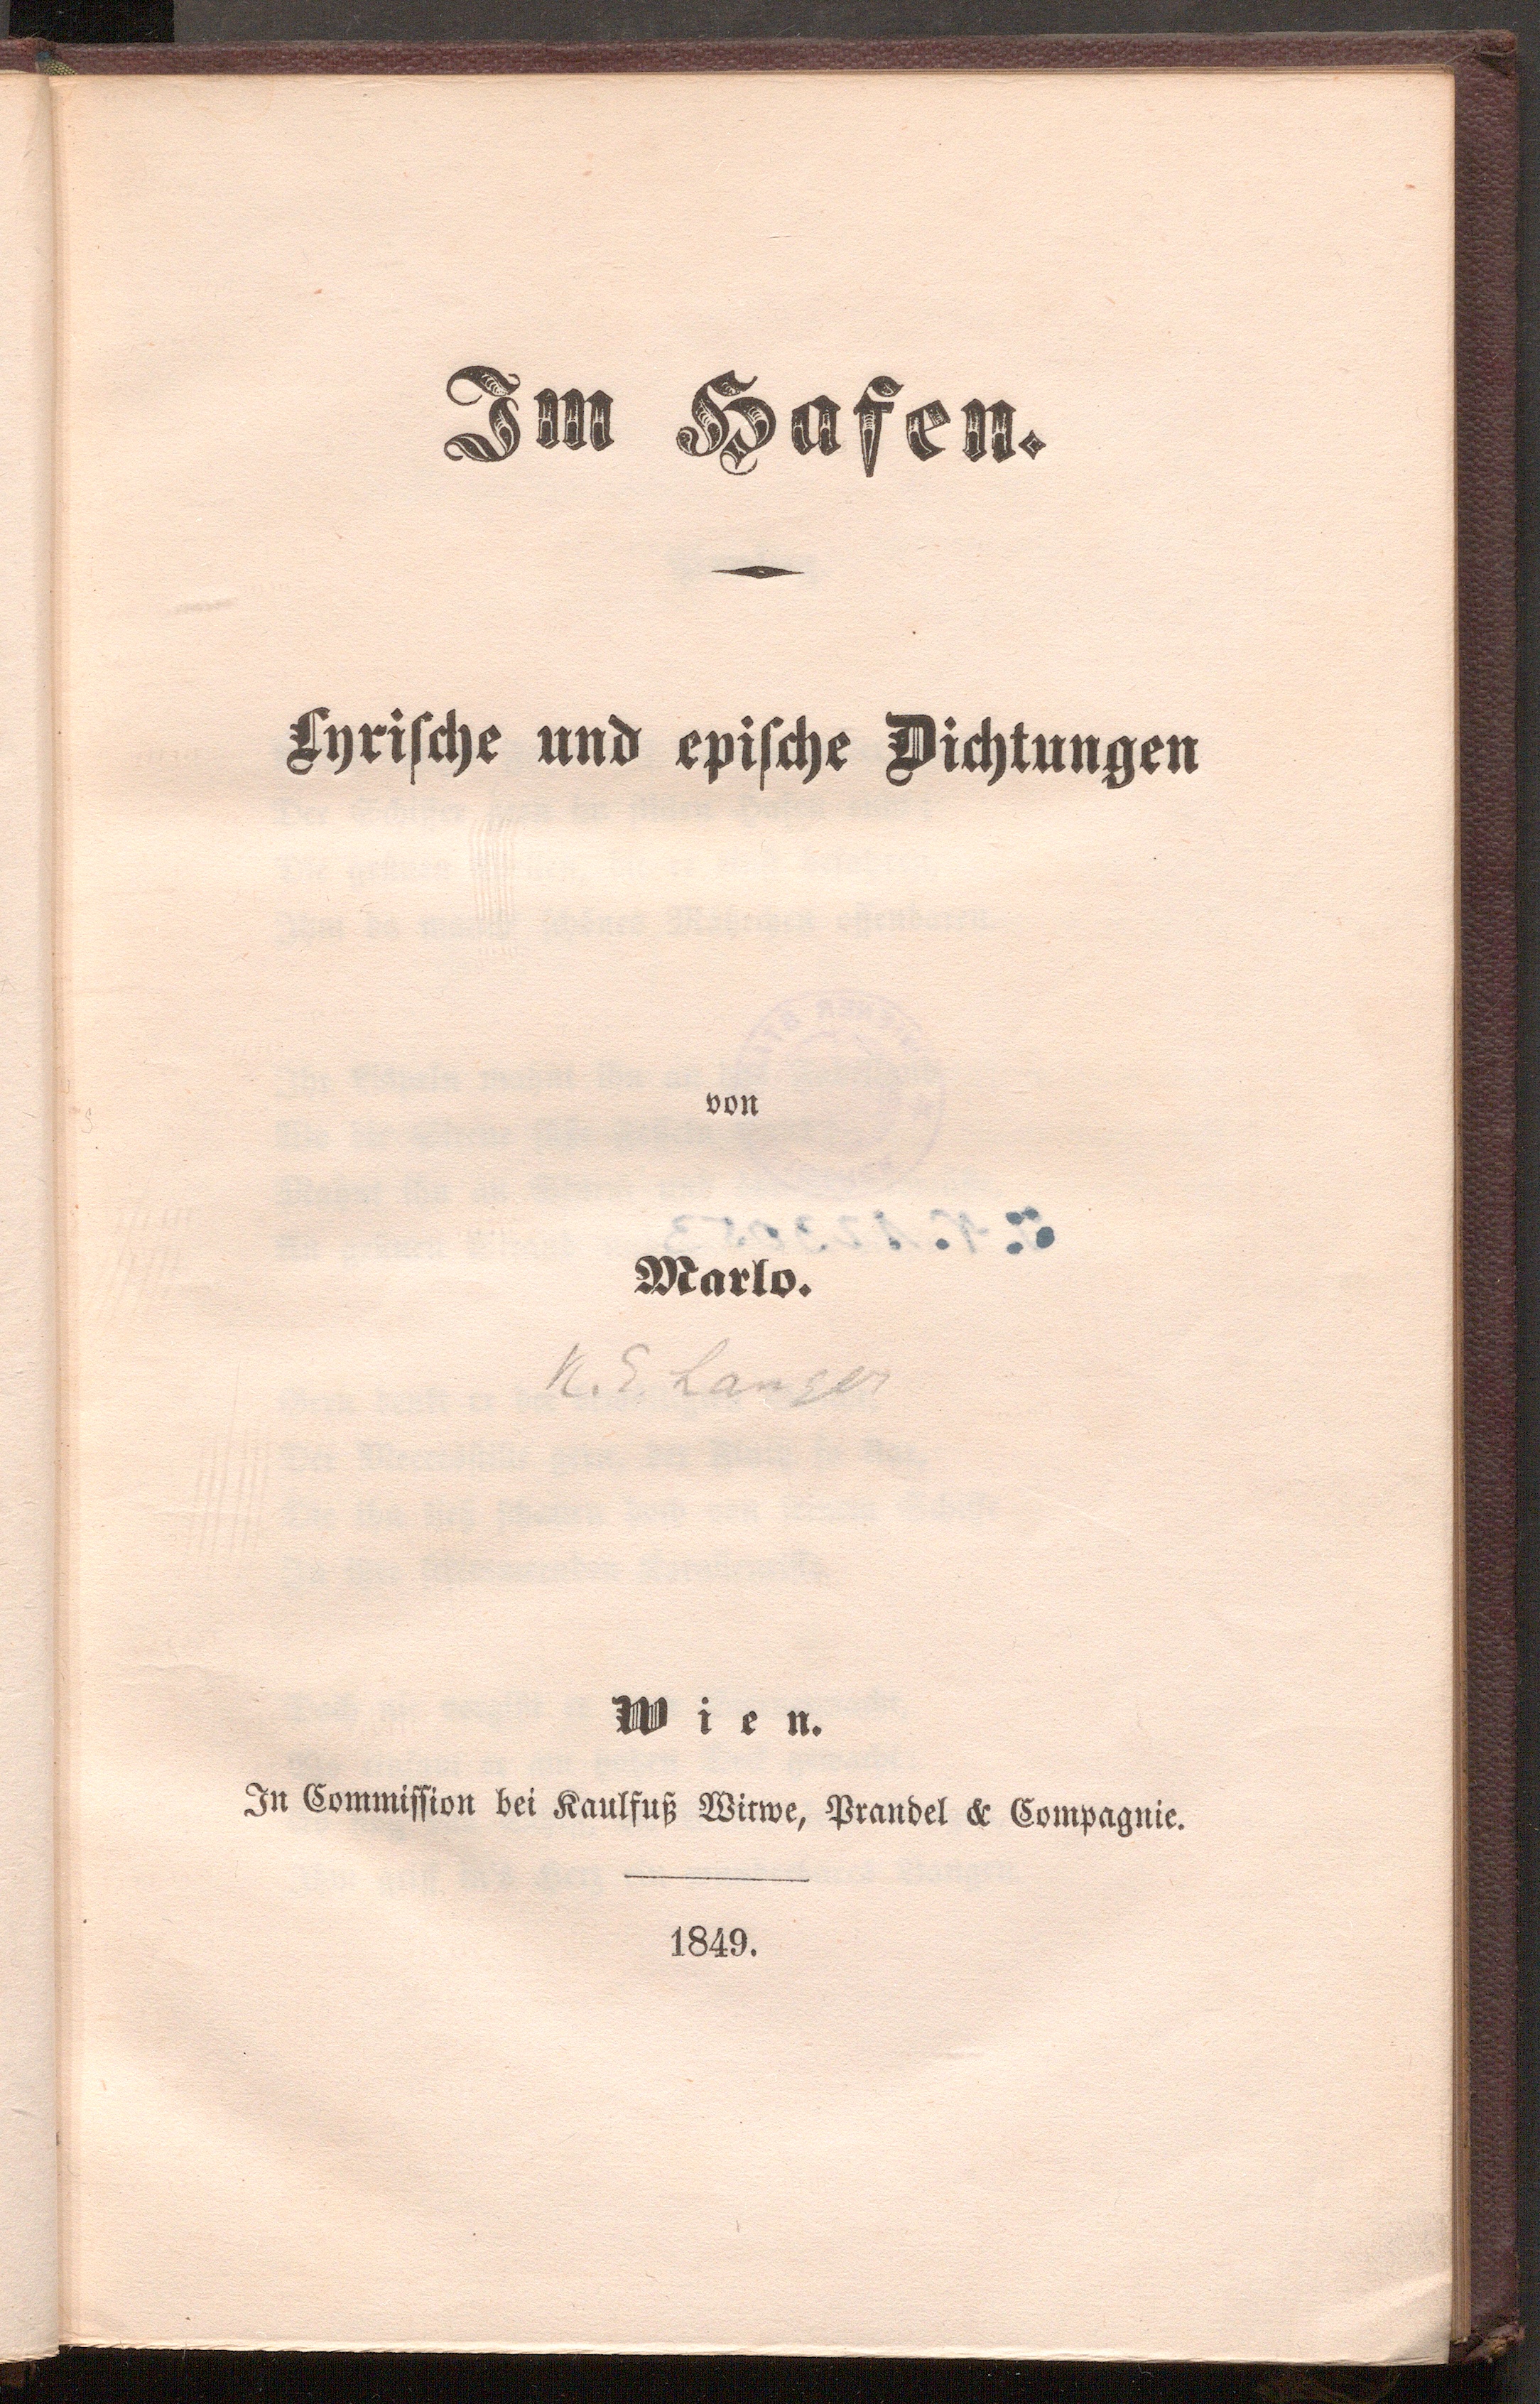 Im Hafen.
Lyrische und epische Dichtungen
von
Marlo.
K. E. Langer
Wien.
In Commission bei Kaulfuß Witwe, Prandel & Compagnie.
1849.